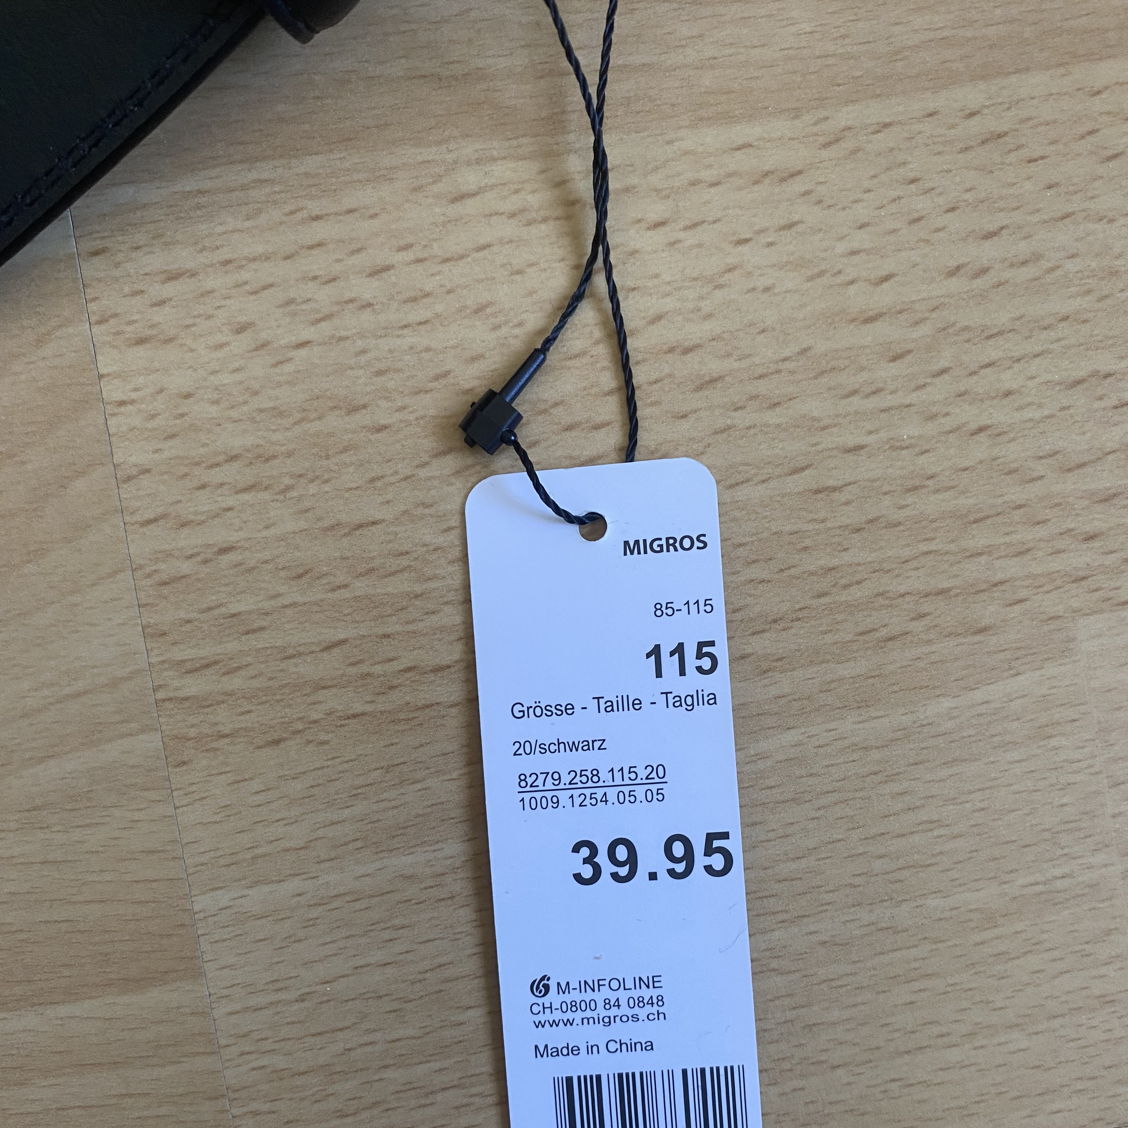 MIGROS
85-115
115
Grösse - Taille - Taglia
20/schwarz
8279.258.115.20
1009.1254.05.05
39.95
M-INFOLINE
CH-0800 84 0848
www.migros.ch
Made in China